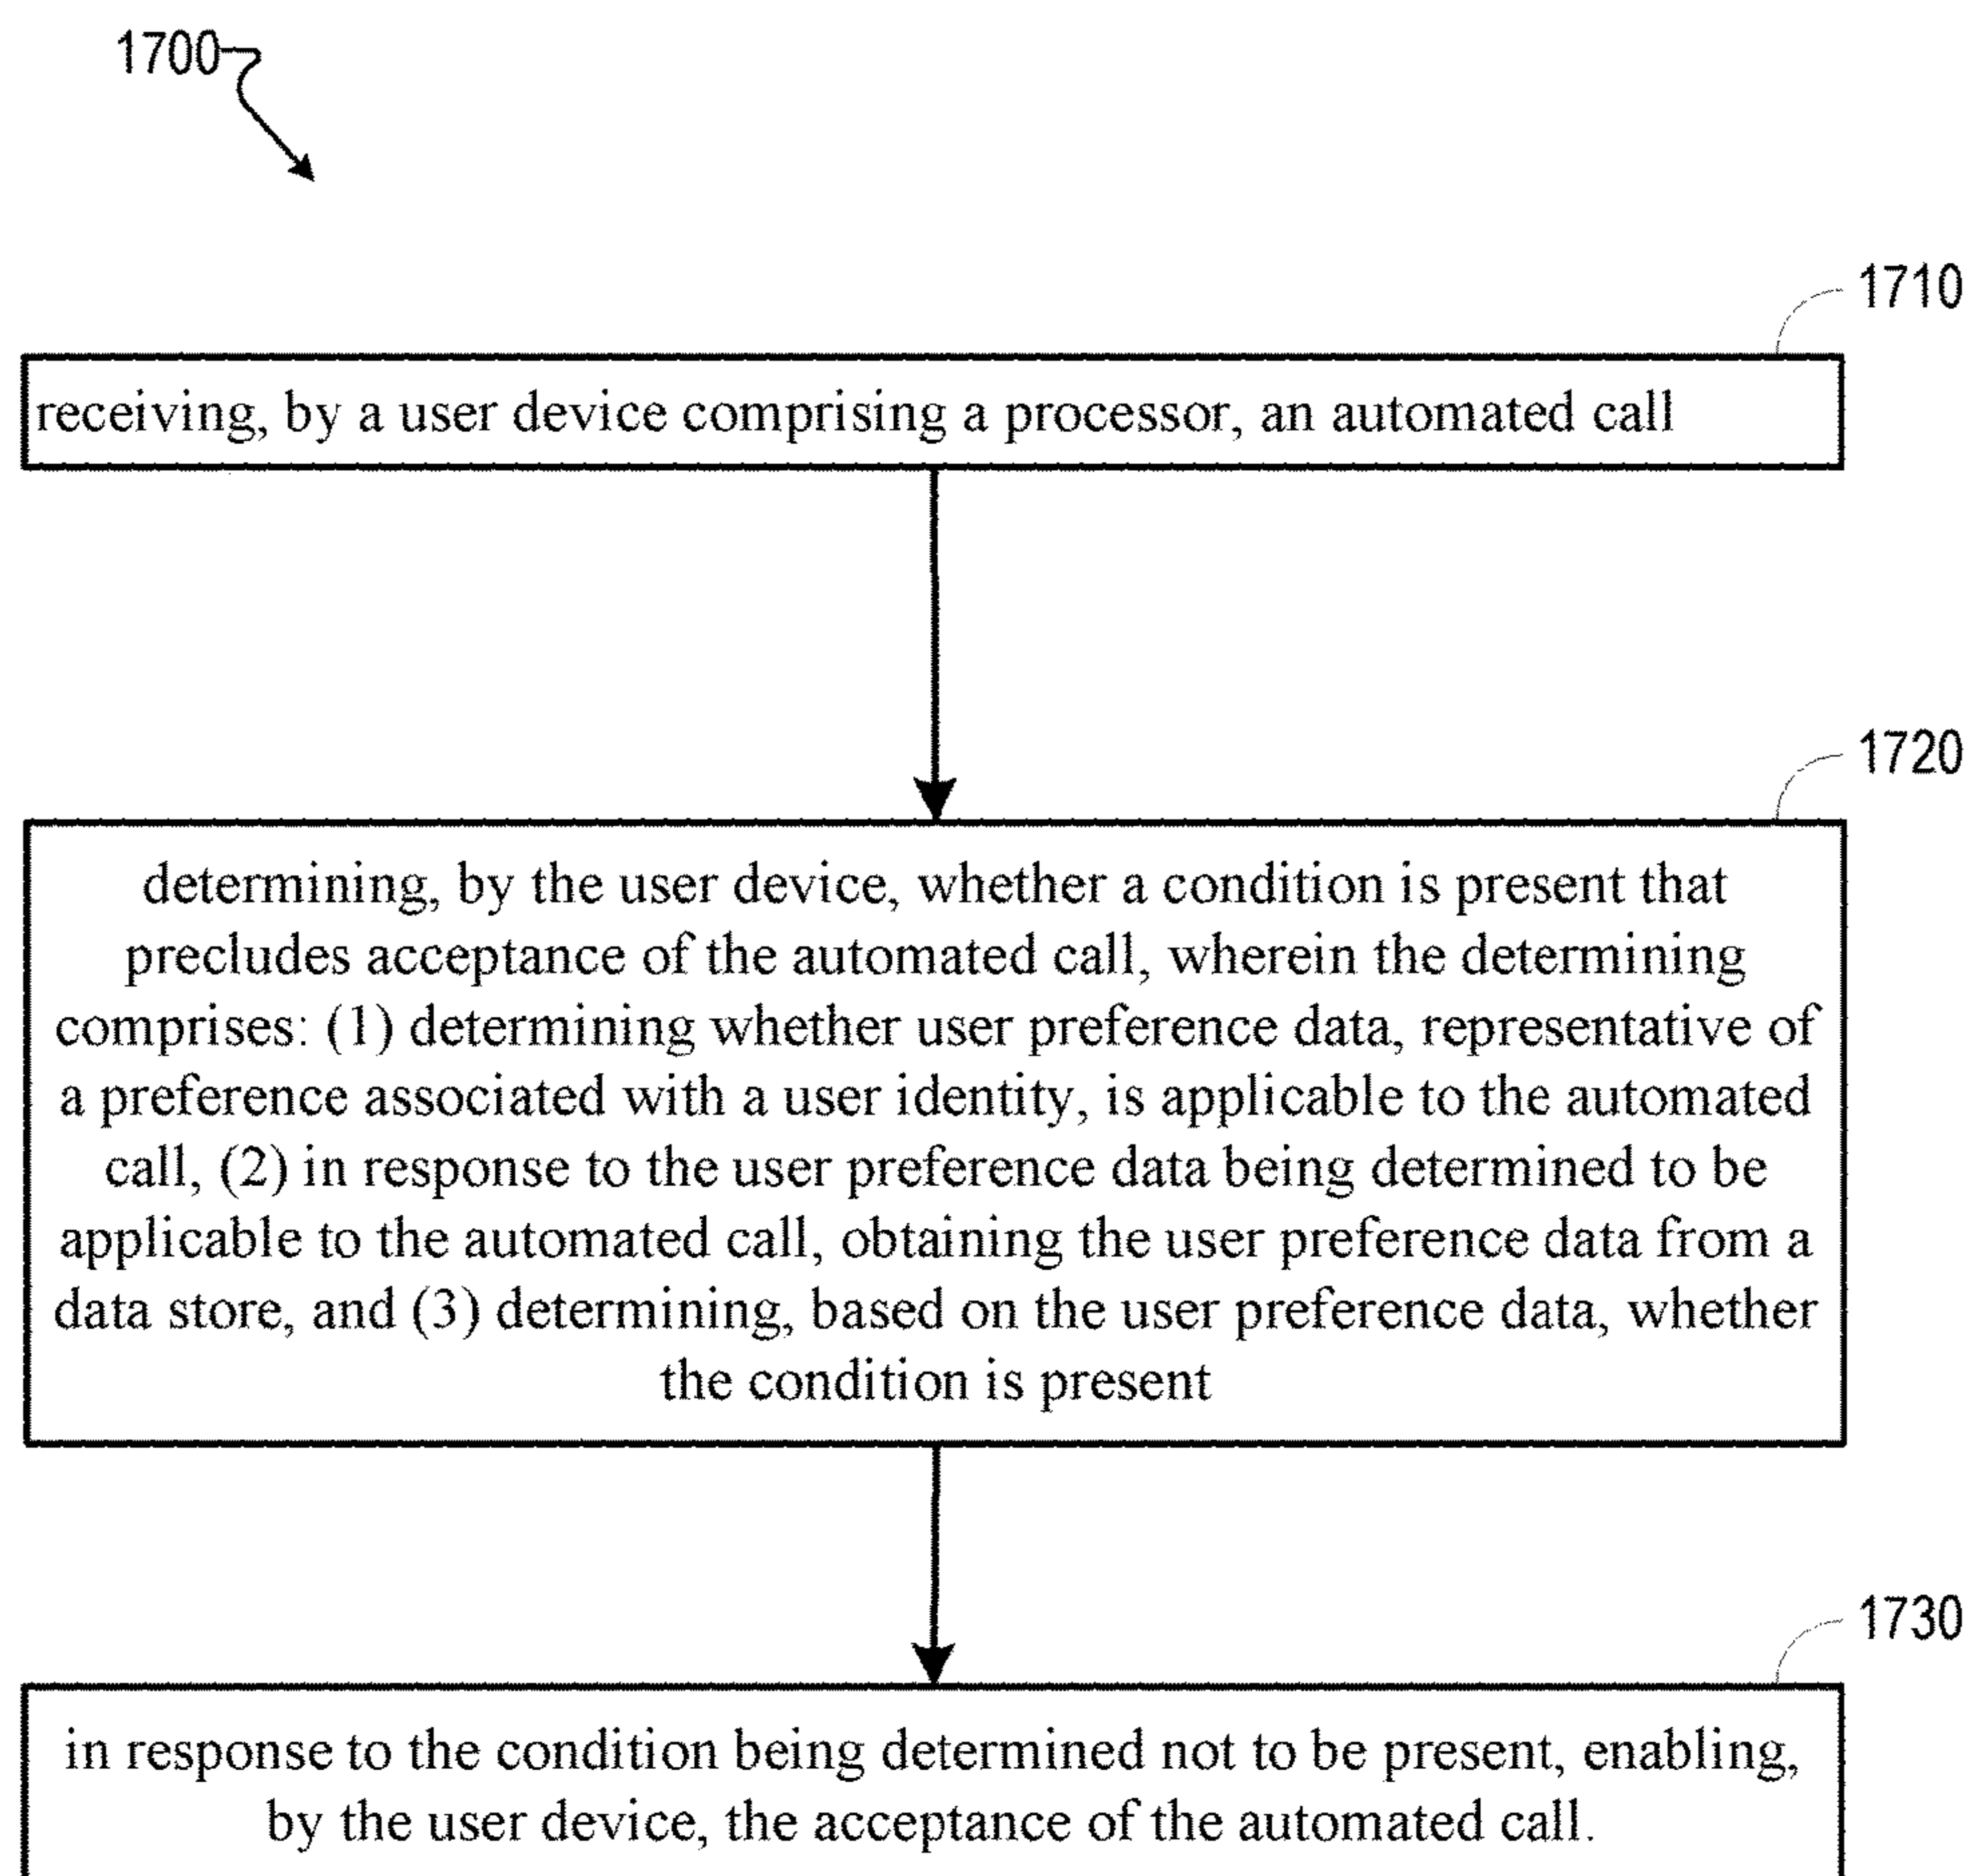 1700
1710
receiving, by a user device comprising a processor, an automated call
1720
determining, by the user device, whether a condition is present that
precludes acceptance of the automated call, wherein the determining
comprises: (1) determining whether user preference data, representative of
a preference associated with a user identity, is applicable to the automated
call, (2) in response to the user preference data being determined to be
applicable to the automated call, obtaining the user preference data from a
data store, and (3) determining, based on the user preference data, whether
the condition is present
1730
in response to the condition being determined not to be present, enabling,
by the user device, the acceptance of the automated call.